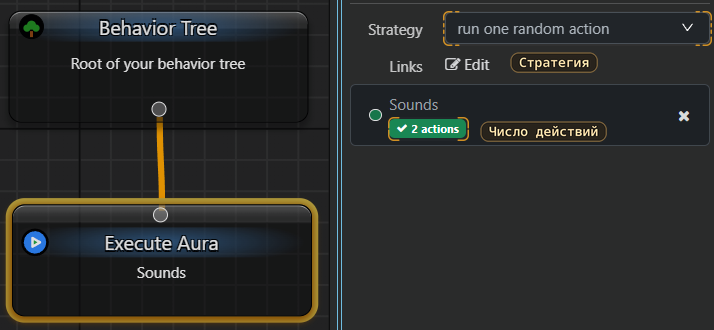 Behavior Tree
Root of your behavior tree
Execute Aura
Sounds
Strategy
run one random action
Links
Edit
Стратегия
Sounds
2 actions
Число действий